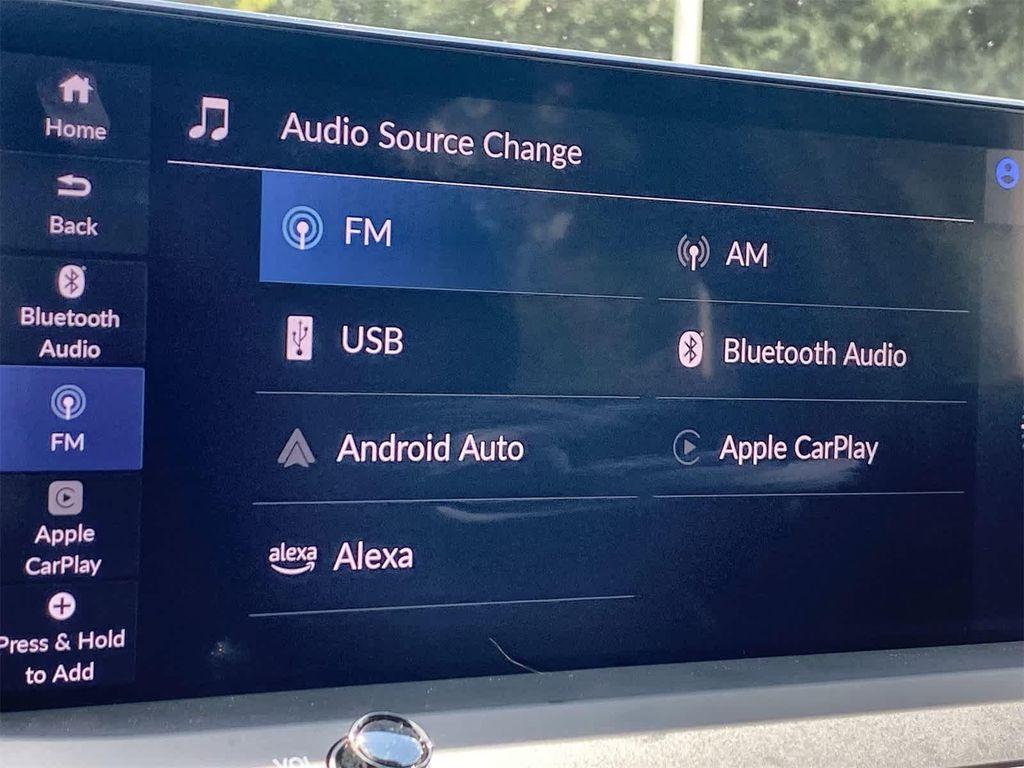 Home
Back
Bluetooth
Audio
FM
Apple
CarPlay
Press & Hold
to Add
Audio Source Change
FM
AM
USB
Bluetooth Audio
Android Auto
Apple CarPlay
alexa Alexa
VOL